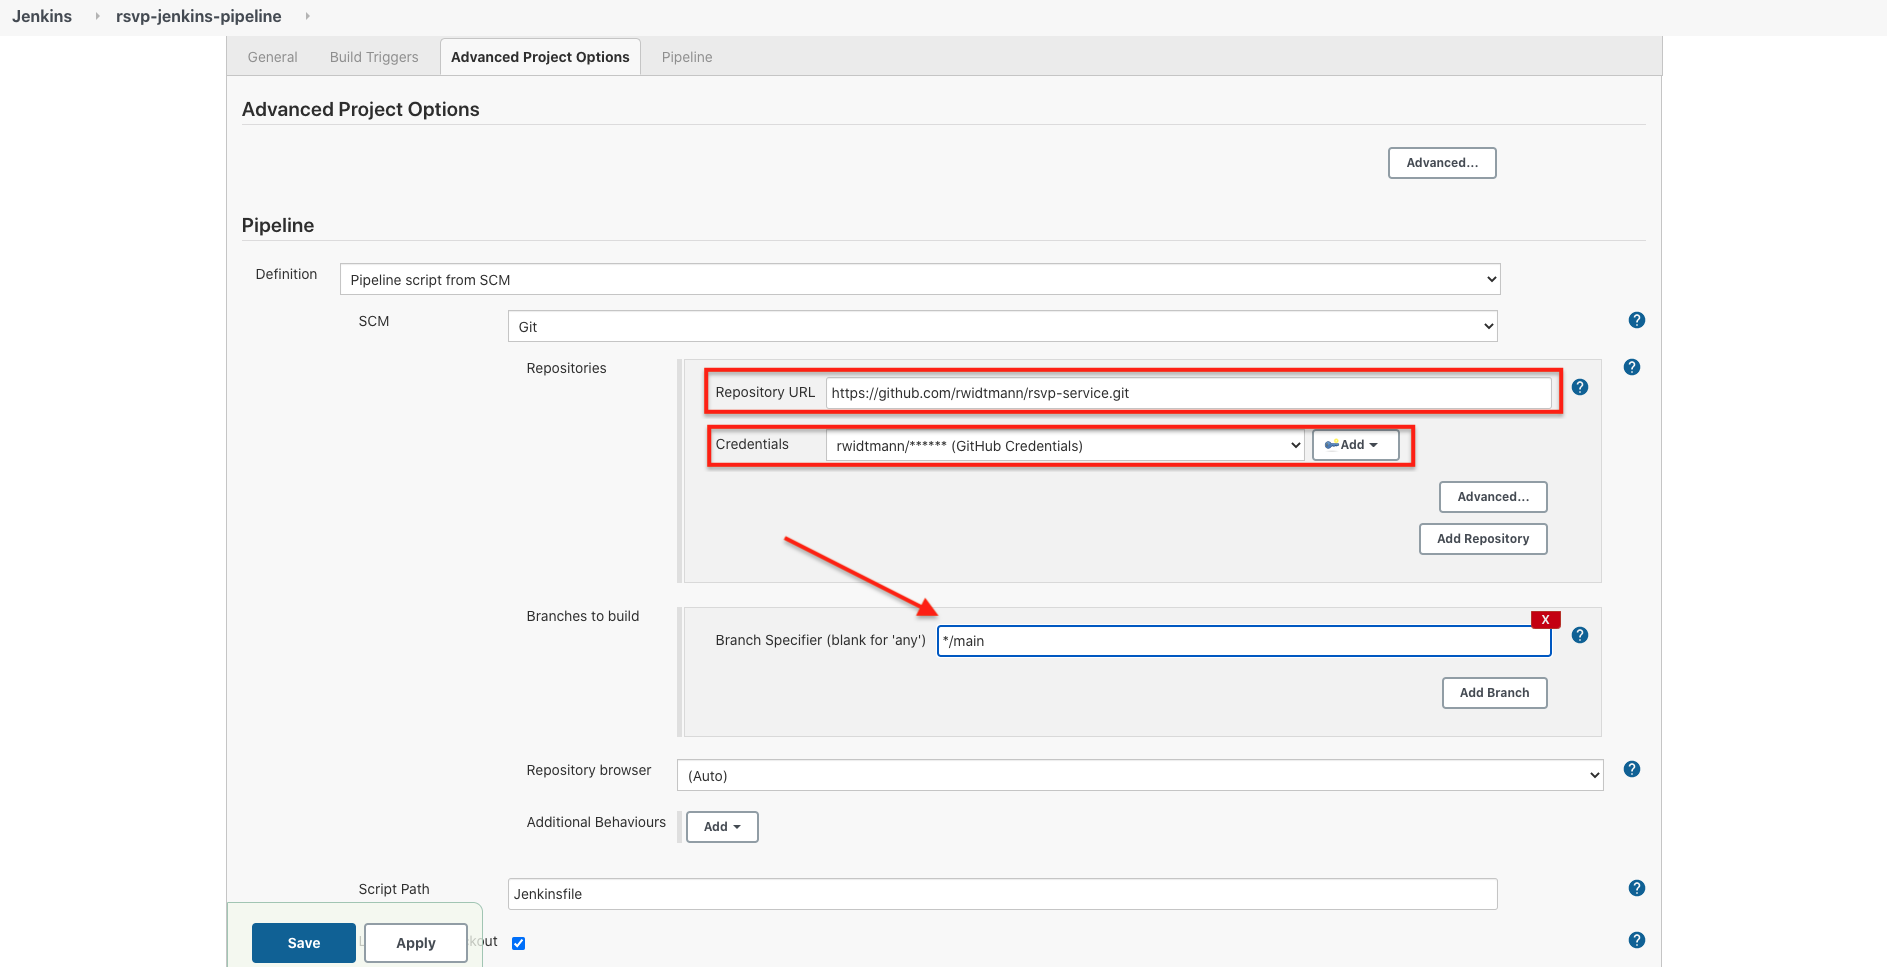 Jenkins rsvp-jenkins-pipeline
General Build Triggers Advanced Project Options Pipeline
Advanced Project Options
Advanced...
Pipeline
Definition Pipeline script from SCM
SCM Git
Repositories
Repository URL https://github.com/rwidtmann/rsvp-service.git
Credentials rwidtmann/****** (GitHub Credentials) Add
Advanced...
Add Repository
Branches to build
X
Branch Specifier (blank for 'any') */main
Add Branch
Repository browser (Auto)
Additional Behaviours Add
Script Path Jenkinsfile
Save Apply